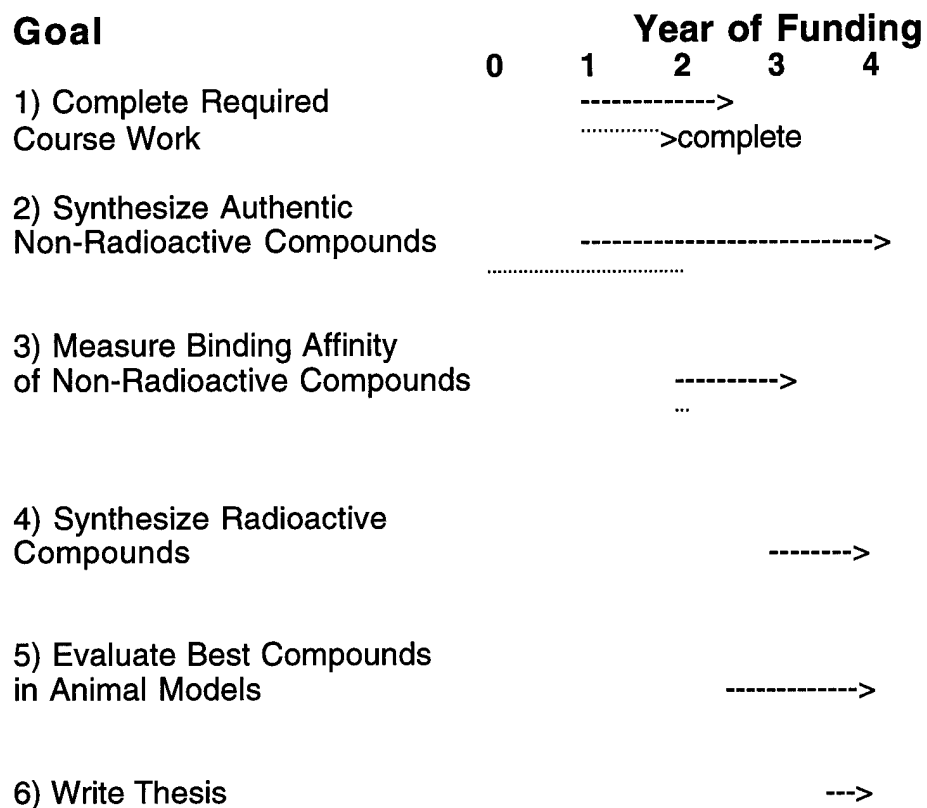 Goal Year of Funding
0 1 2 3 4
1) Complete Required ------------->
Course Work ..............>complete
2) Synthesize Authentic
Non-Radioactive Compounds ---------------------------->
.......................................
3) Measure Binding Affinity
of Non-Radioactive Compounds ---------->
...
4) Synthesize Radioactive
Compounds -------->
5) Evaluate Best Compounds
in Animal Models ------------->
6) Write Thesis --->